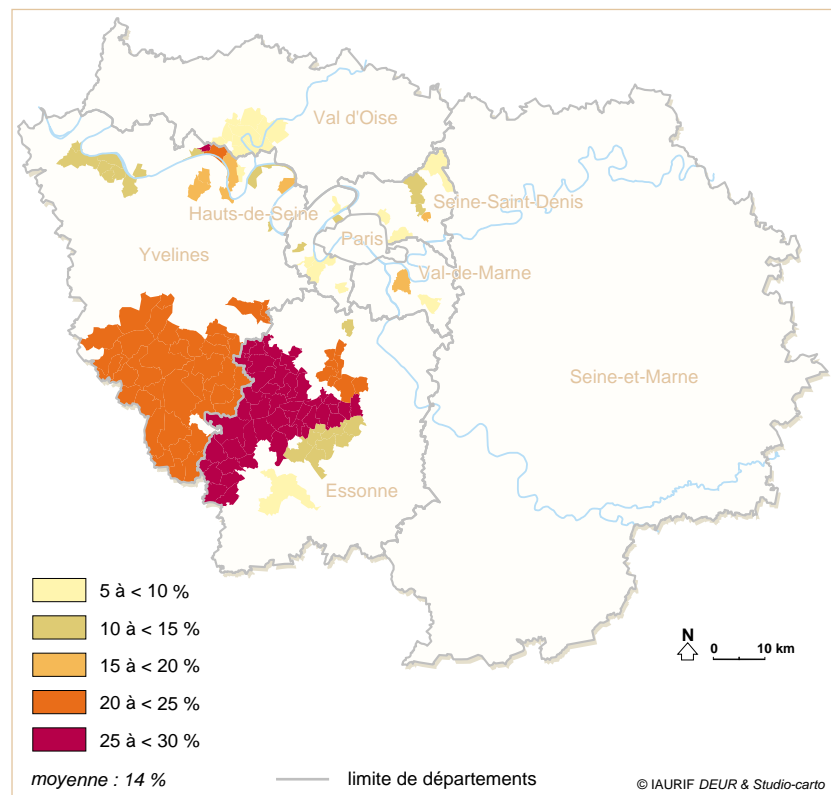 Val d'Oise
Hauts-de-Seine
Seine-Saint-Denis
Paris
Yvelines
Val-de-Marne
Seine-et-Marne
Essonne
5 à < 10 %
10 à < 15 %
15 à < 20 %
20 à < 25 %
25 à < 30 %
N
0 10 km
moyenne : 14 %
limite de départements
© IAURIF DEUR & Studio-carto